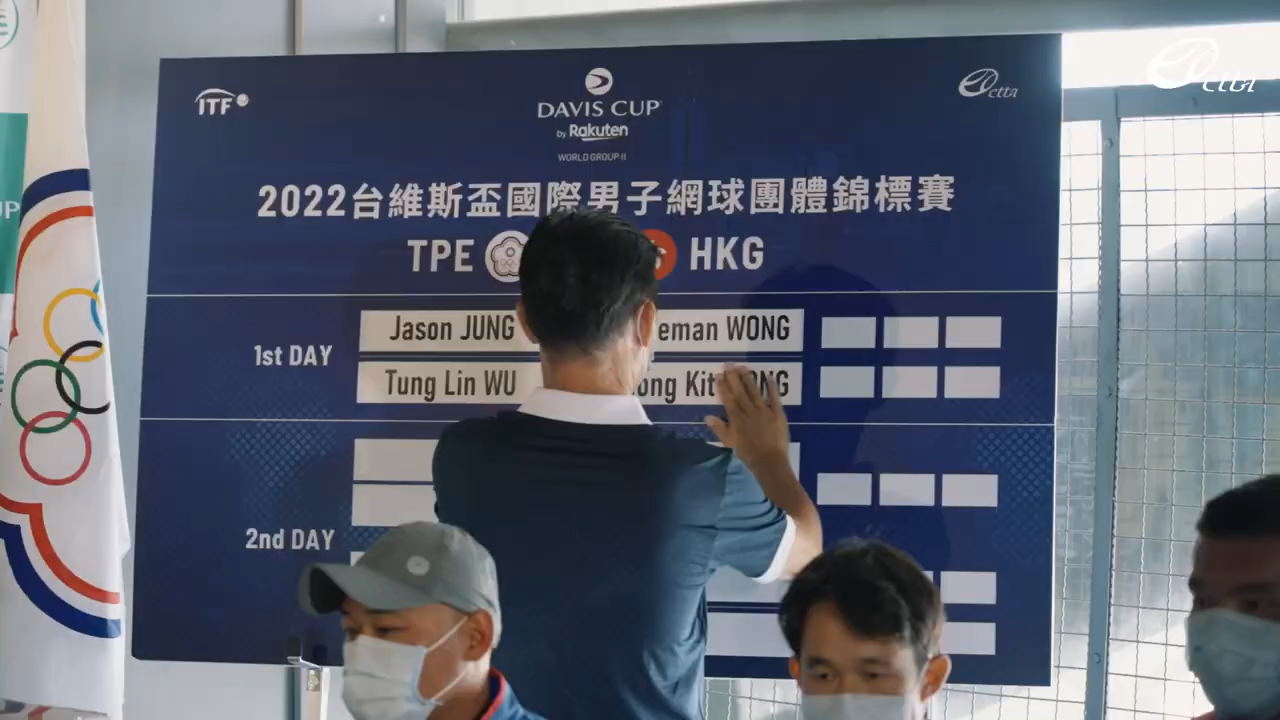 ITF
DAVIS CUP
by Rakuten
WORLD GROUP II
ctta
ctta
2022台維斯盃國際男子網球團體錦標賽
TPE HKG
1st DAY
Jason JUNG
eman WONG
Tung Lin WU
ong Kit
NG
2nd DAY
UP